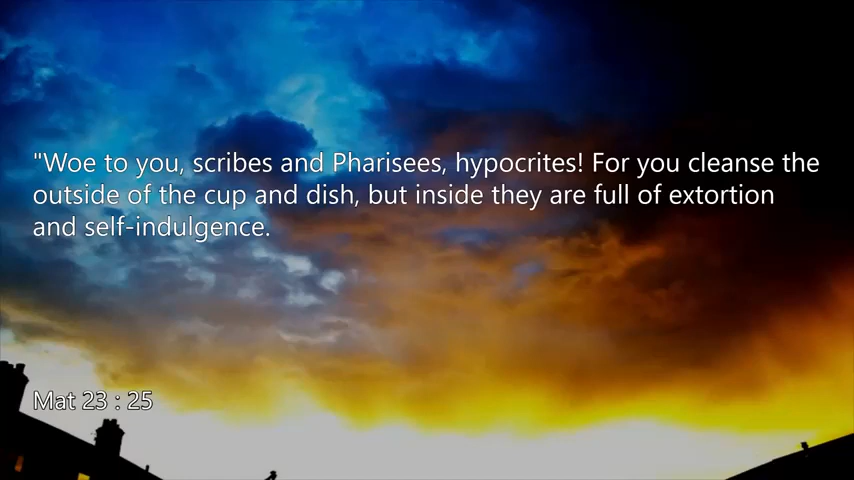 "Woe to you, scribes and Pharisees, hypocrites! For you cleanse the
outside of the cup and dish, but inside they are full of extortion
and self-indulgence.
Mat 23 : 25